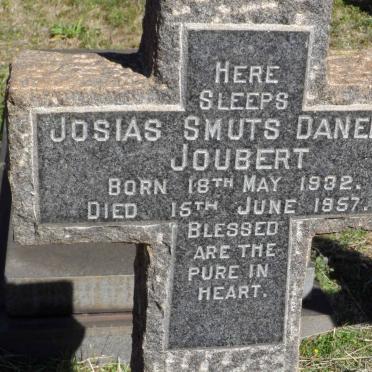 HERE
SLEEPS
JOSIAS SMUTS DANEE
JOUBERT
BORN 18TH MAY 1932.
DIED 15TH JUNE 1957.
BLESSED
ARE THE
PURE IN
HEART.